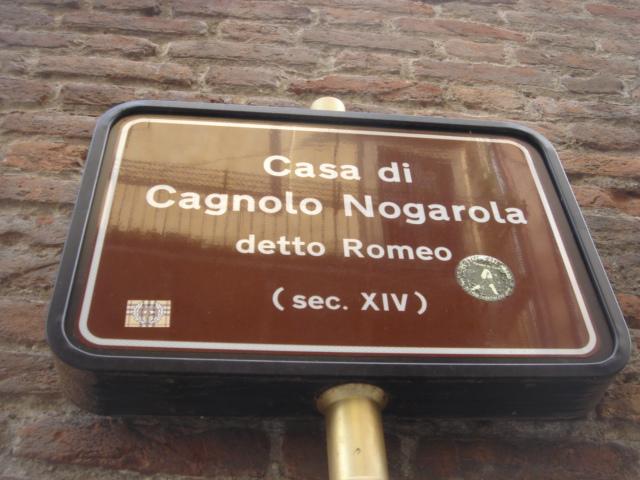 Casa di
Cagnolo Nogarola
detto Romeo
(sec. XIV)